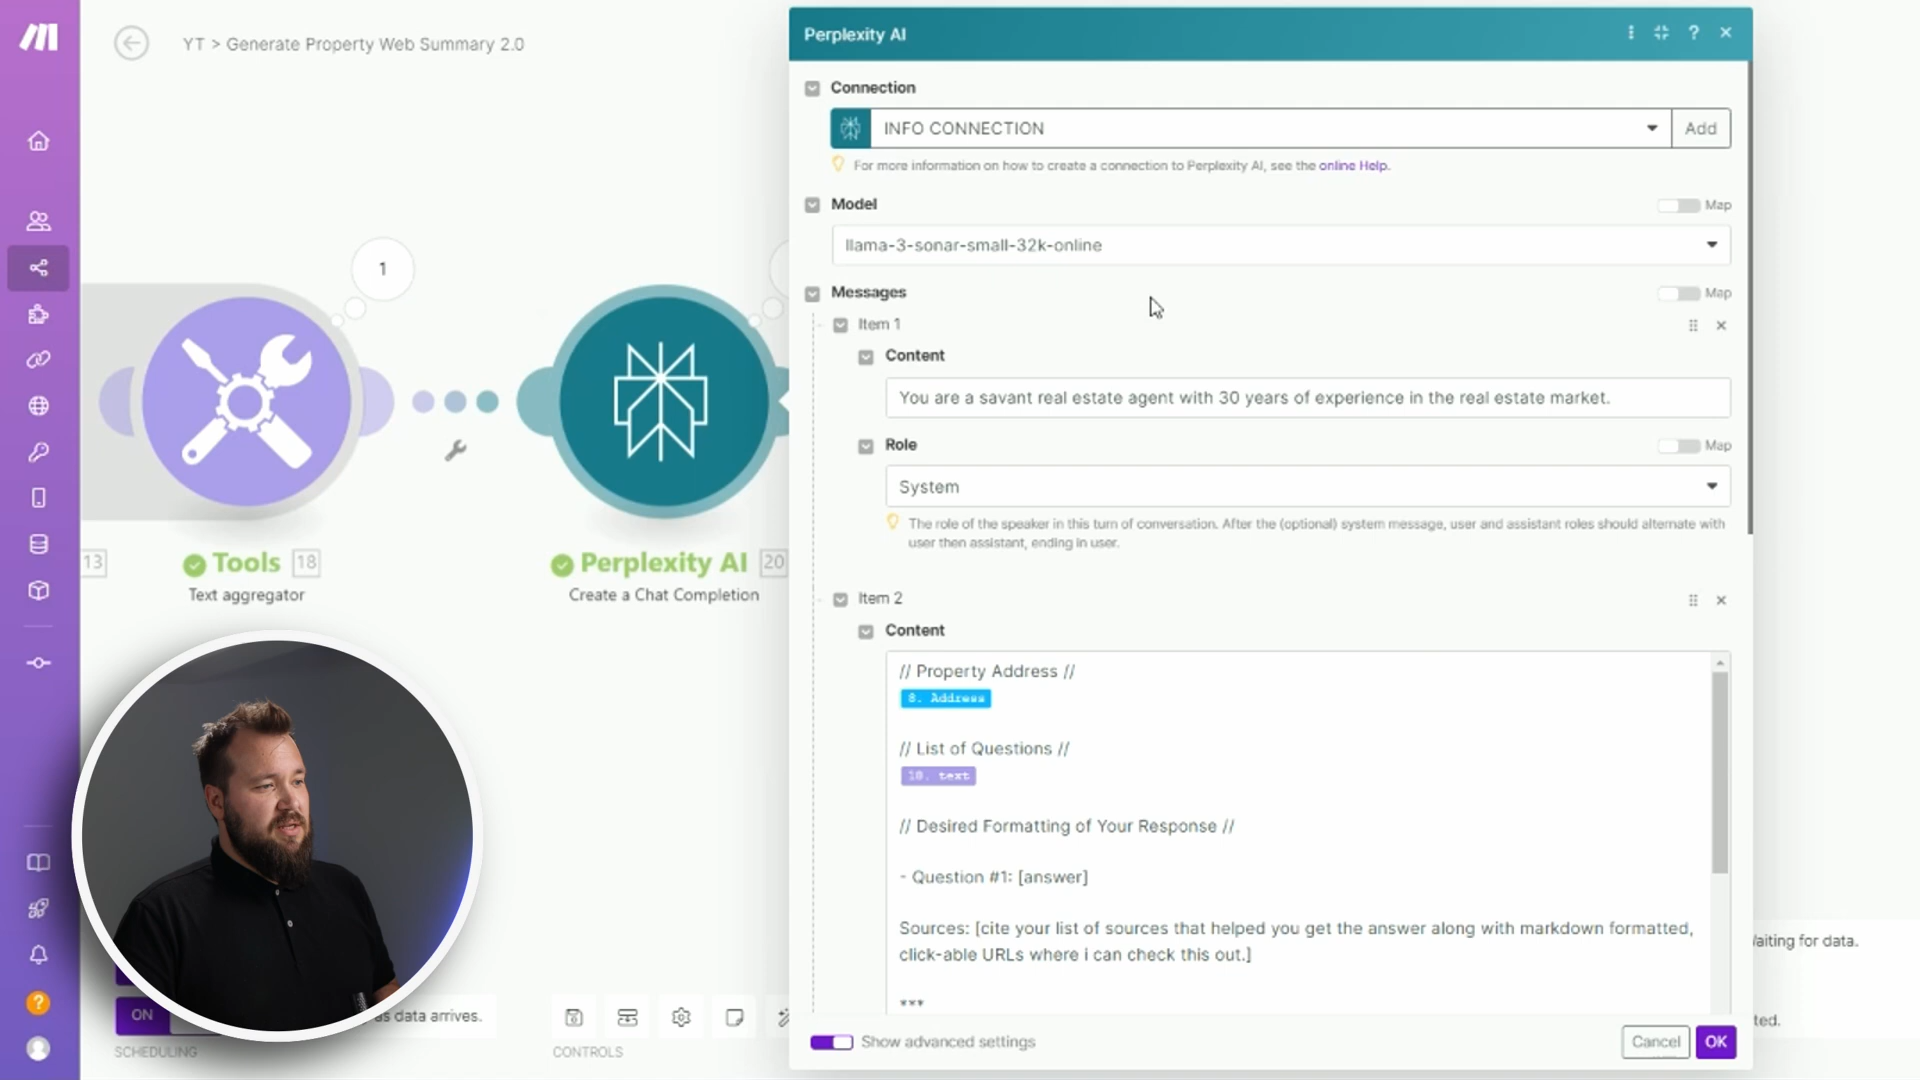 YT > Generate Property Web Summary 2.0
1
13
Tools 18
Text aggregator
Perplexity AI 20
Create a Chat Completion
ON
as data arrives.
SCHEDULING
CONTROLS
Perplexity AI
?
Connection
INFO CONNECTION
Add
For more information on how to create a connection to Perplexity AI, see the online Help.
Model
Map
llama-3-sonar-small-32k-online
Messages
Map
Item 1
Content
You are a savant real estate agent with 30 years of experience in the real estate market.
Role
Map
System
The role of the speaker in this turn of conversation. After the (optional) system message, user and assistant roles should alternate with
user then assistant, ending in user.
Item 2
Content
// Property Address //
8. Address
// List of Questions //
18. text
// Desired Formatting of Your Response //
- Question #1: [answer]
Sources: [cite your list of sources that helped you get the answer along with markdown formatted,
click-able URLs where i can check this out.]
***
Show advanced settings
Cancel
OK
for data.
?